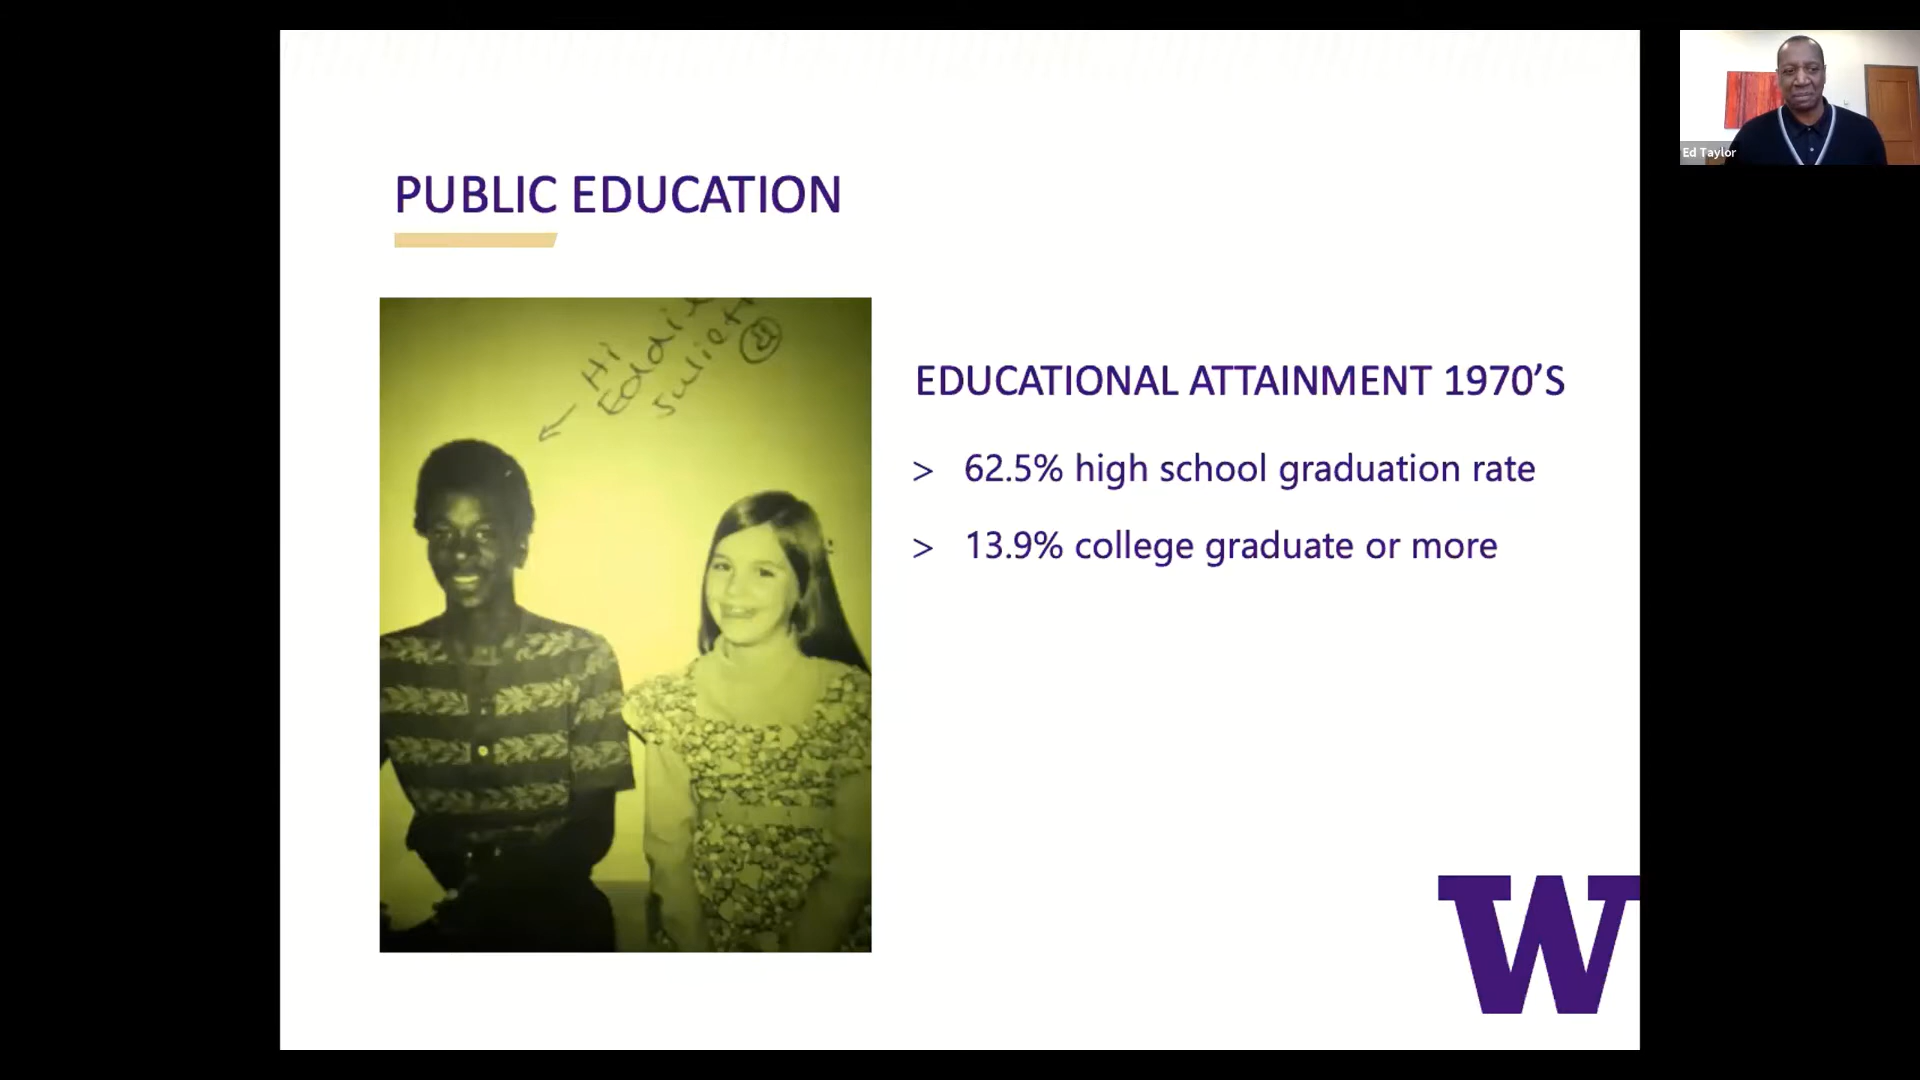 PUBLIC EDUCATION
Hi
Eddie
Juliet
EDUCATIONAL ATTAINMENT 1970’S
> 62.5% high school graduation rate
> 13.9% college graduate or more
W
Ed Taylor